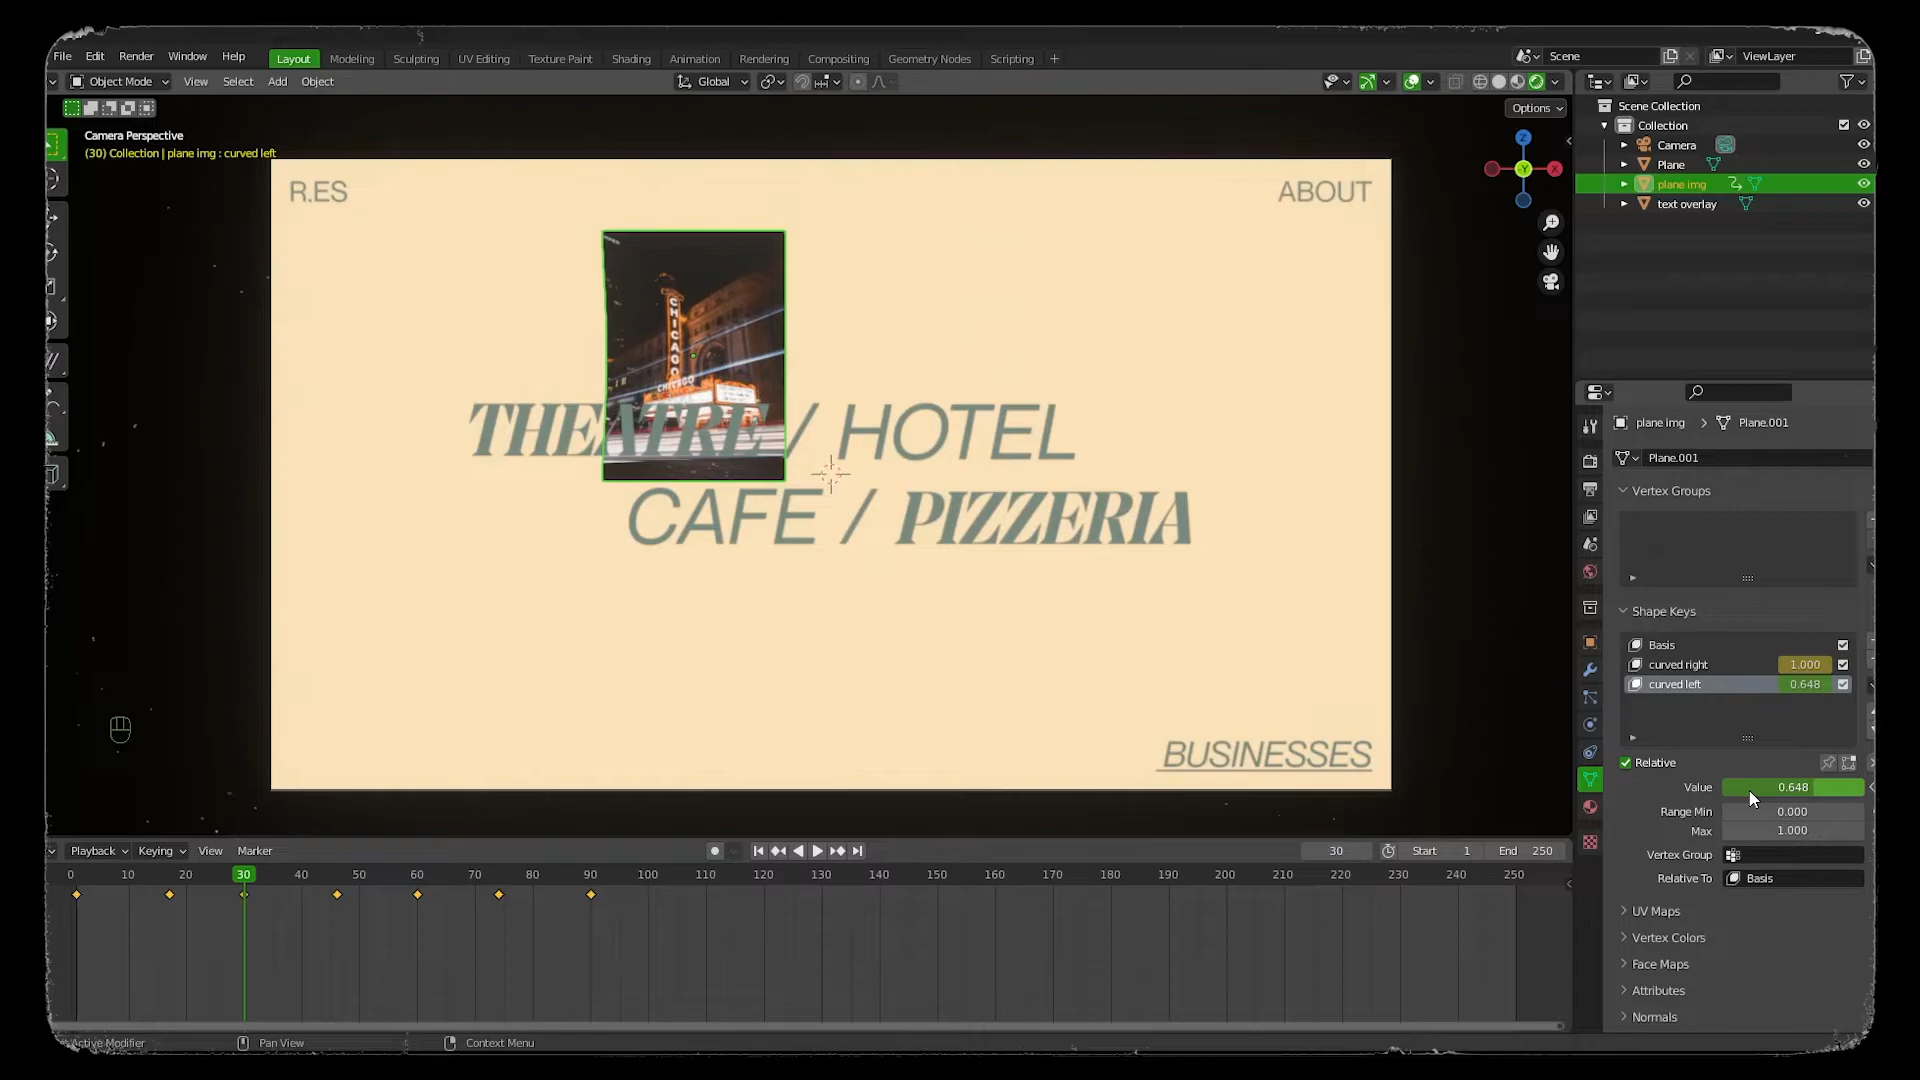 File Edit Render Window Help Layout Modeling Sculpting UV Editing Texture Paint Shading Animation Rendering Compositing Geometry Nodes Scripting + Scene ViewLayer
Object Mode View Select Add Object Global
Options
Camera Perspective
(30) Collection | plane img : curved left
Z
Y
X
R,ES ABOUT
CHICAGO
CHICAGO
THEATRE / HOTEL
CAFE / PIZZERIA
BUSINESSES
Scene Collection
Collection
Camera
Plane
plane img
text overlay
plane img > Plane.001
Plane.001
Vertex Groups
Shape Keys
Basis
curved right 1.000
curved left 0.648
Relative
Value 0.648
Range Min 0.000
Max 1.000
Vertex Group
Relative To Basis
UV Maps
Vertex Colors
Face Maps
Attributes
Normals
Playback Keying View Marker 30 Start 1 End 250
0 10 20 30 40 50 60 70 80 90 100 110 120 130 140 150 160 170 180 190 200 210 220 230 240 250
Active Modifier Pan View Context Menu